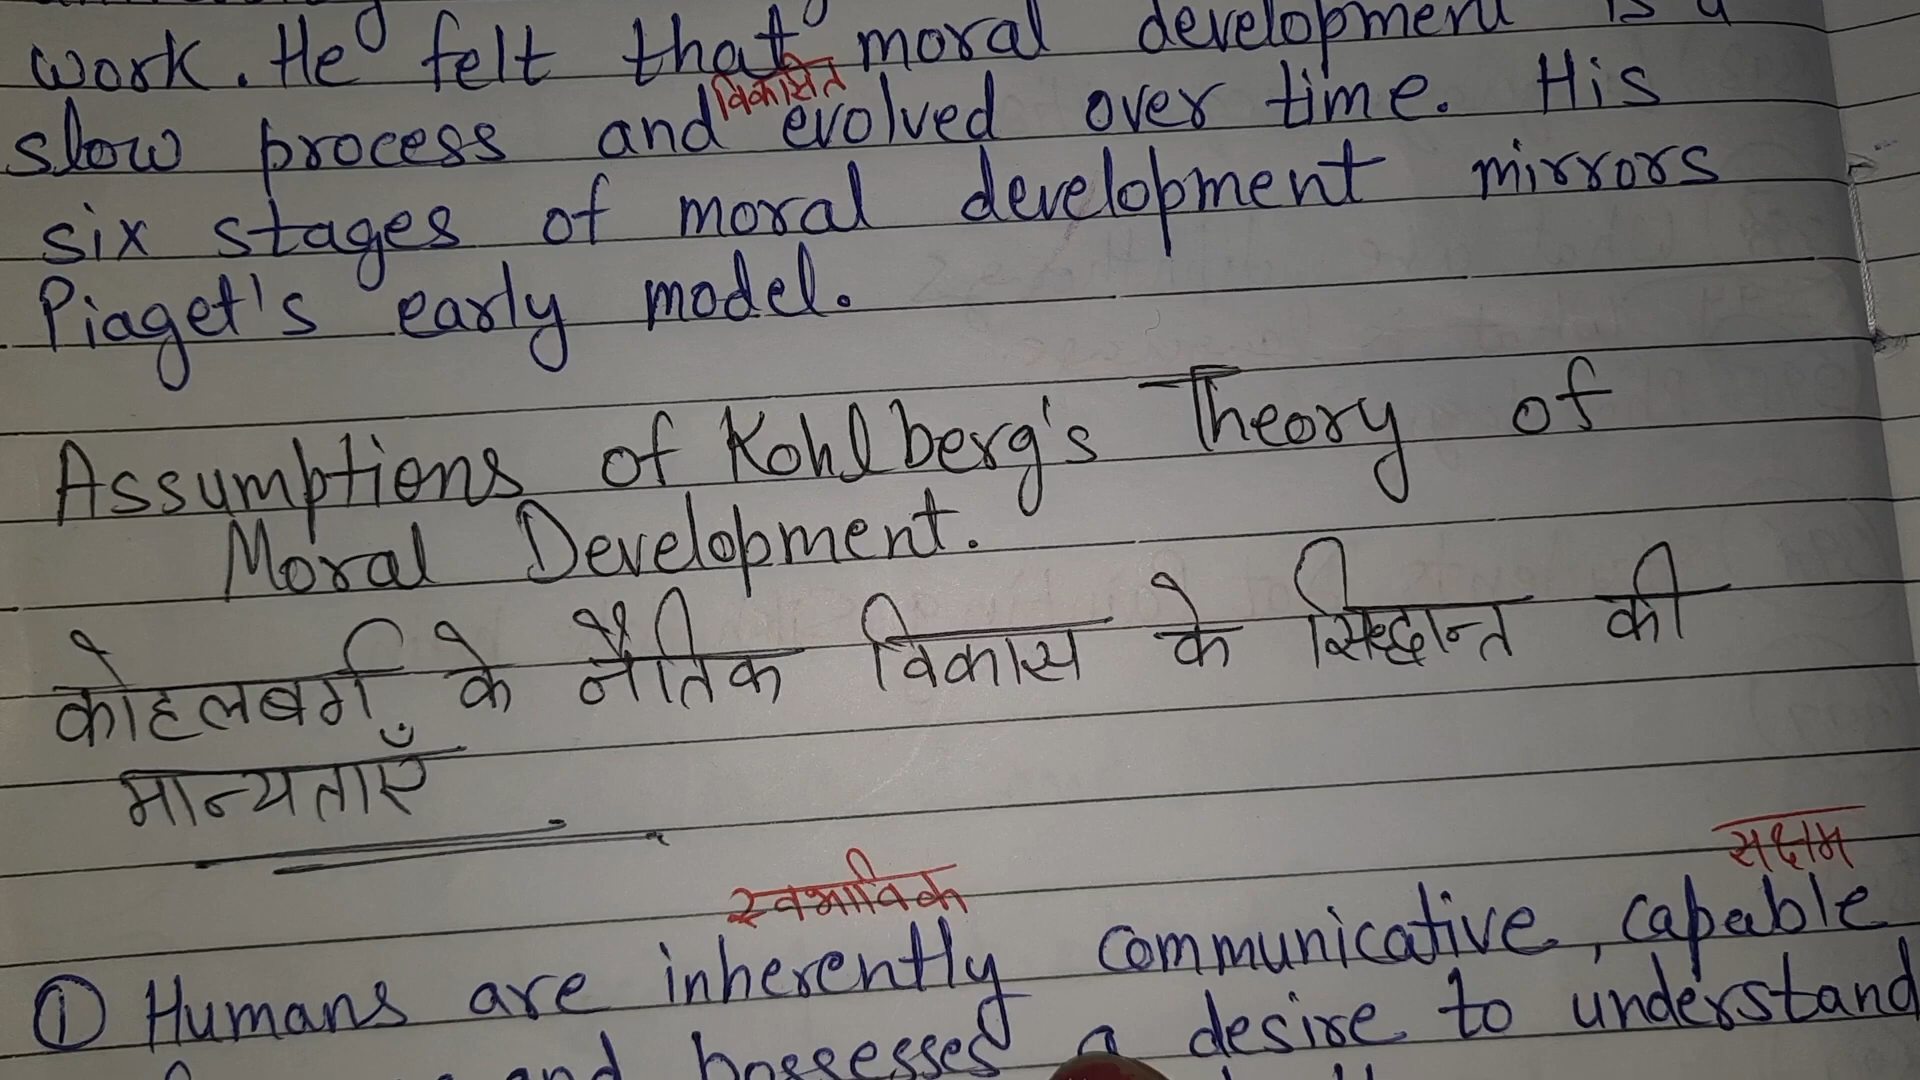 work. He felt that moral development is a
विकसित
slow process and evolved over time. His
six stages of moral development mirrors
Piaget's early model.
Assumptions of Kohlberg's Theory of
Moral Development.
कोहलबर्ग के नैतिक विकास के सिद्धान्त की
मान्यताएँ
स्वभाविक सक्षम
① Humans are inherently communicative, capable
and possesses a desire to understand